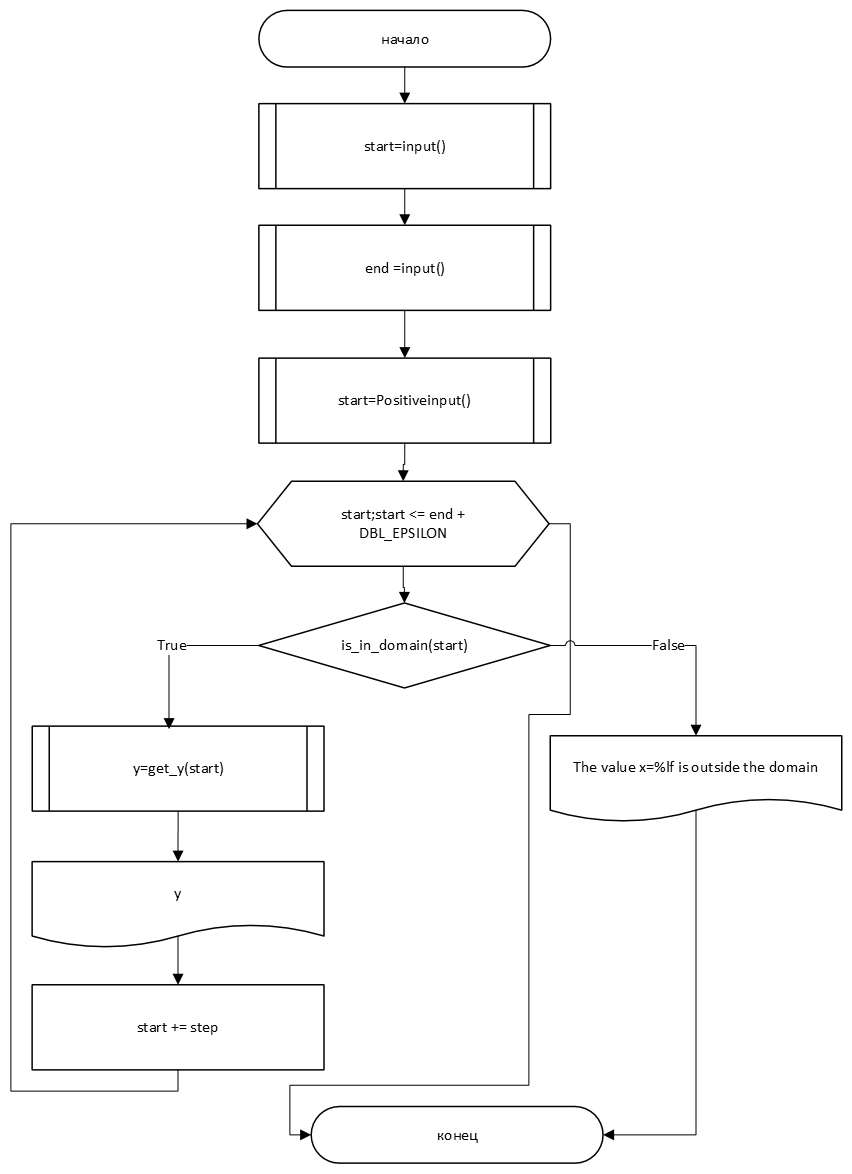 начало
start=input()
end =input()
start=Positiveinput()
start;start <= end +
DBL_EPSILON
is_in_domain(start)
True
False
y=get_y(start)
The value x=%lf is outside the domain
y
start += step
конец